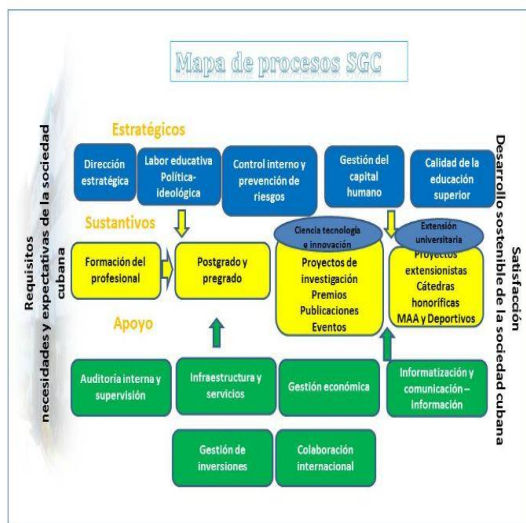 Mapa de procesos SGC
Estratégicos
Dirección
estratégica
Labor educativa
Política-
ideológica
Control interno y
prevención de
riesgos
Gestión del
capital
humano
Calidad de la
educación
superior
Sustantivos
Formación del
profesional
Postgrado y
pregrado
Ciencia tecnología
e innovación
Proyectos de
investigación
Premios
Publicaciones
Eventos
Extensión
universitaria
Proyectos
extensionistas
Cátedras
honoríficas
MAA y Deportivos
Apoyo
Auditoría interna y
supervisión
Infraestructura y
servicios
Gestión económica
Informatización y
comunicación –
información
Gestión de
inversiones
Colaboración
internacional
Requisitos
necesidades y expectativas de la sociedad
cubana
Satisfacción
Desarrollo sostenible de la sociedad cubana